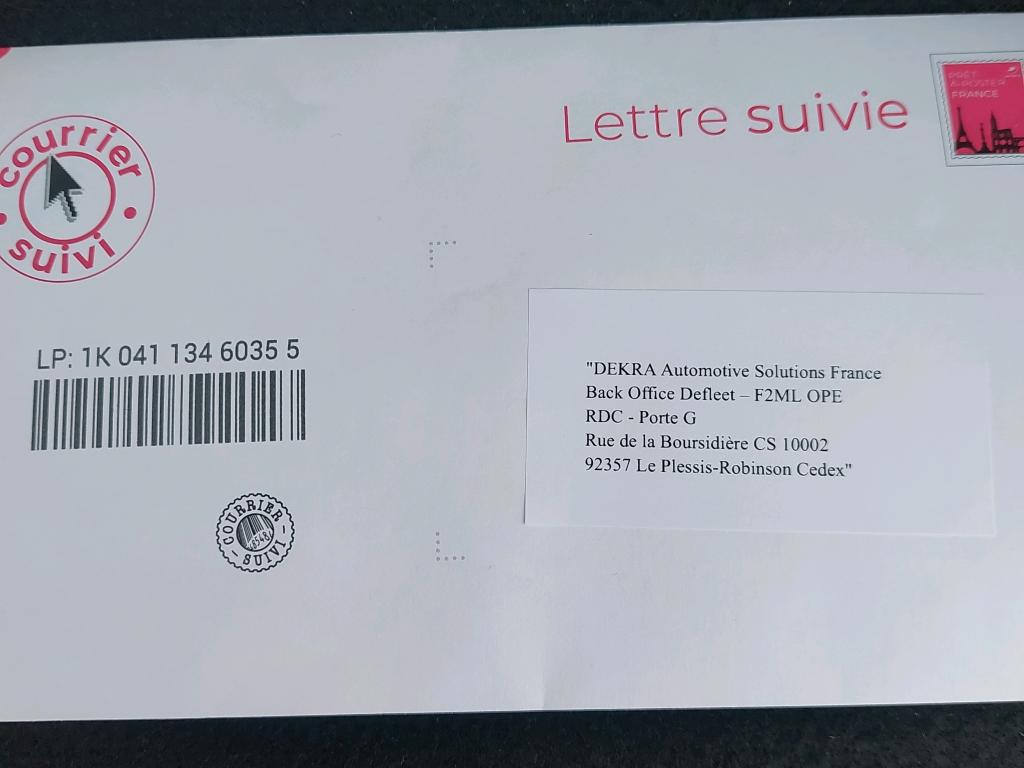 Lettre suivie
PRÊT
À-POSTER
FRANCE
courrier
suivi
LP: 1K 041 134 6035 5
"DEKRA Automotive Solutions France
Back Office Defleet – F2ML OPE
RDC - Porte G
Rue de la Boursidière CS 10002
92357 Le Plessis-Robinson Cedex"
COURRIER
SUIVI